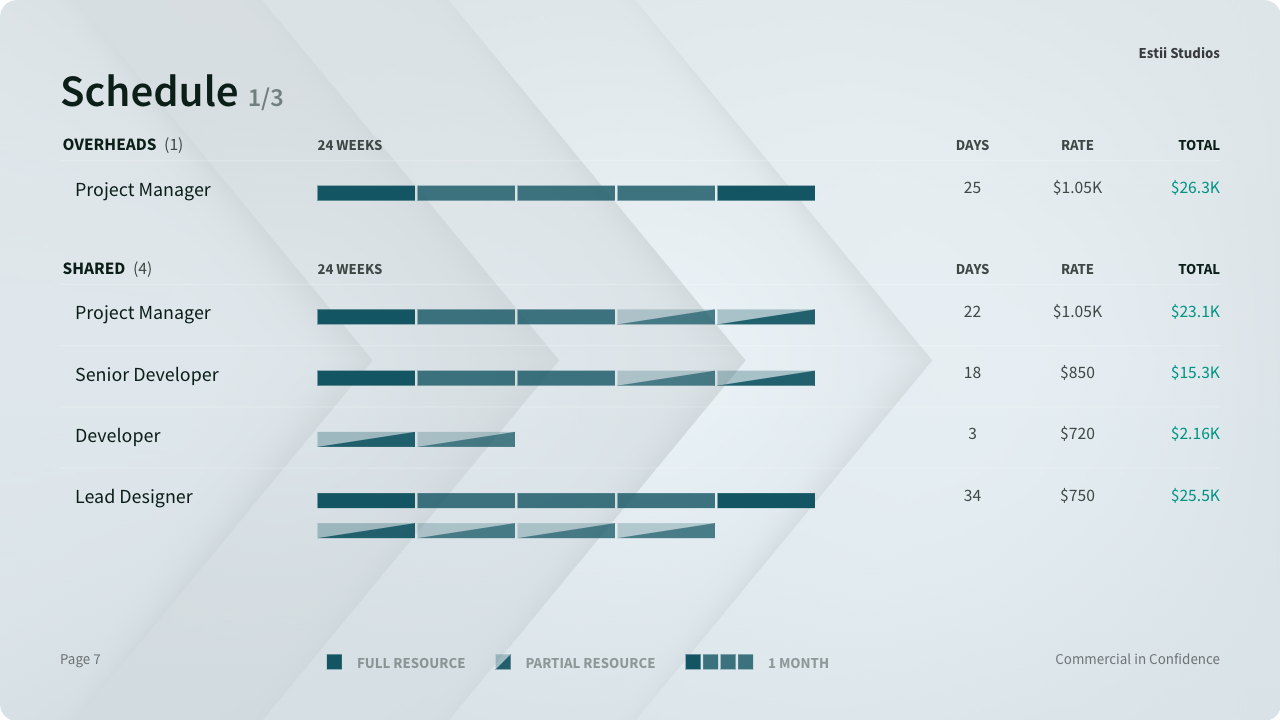 Estii Studios
Schedule 1/3
OVERHEADS (1) 24 WEEKS DAYS RATE TOTAL
Project Manager 25 $1.05K $26.3K
SHARED (4) 24 WEEKS DAYS RATE TOTAL
Project Manager 22 $1.05K $23.1K
Senior Developer 18 $850 $15.3K
Developer 3 $720 $2.16K
Lead Designer 34 $750 $25.5K
Page 7 FULL RESOURCE PARTIAL RESOURCE 1 MONTH Commercial in Confidence